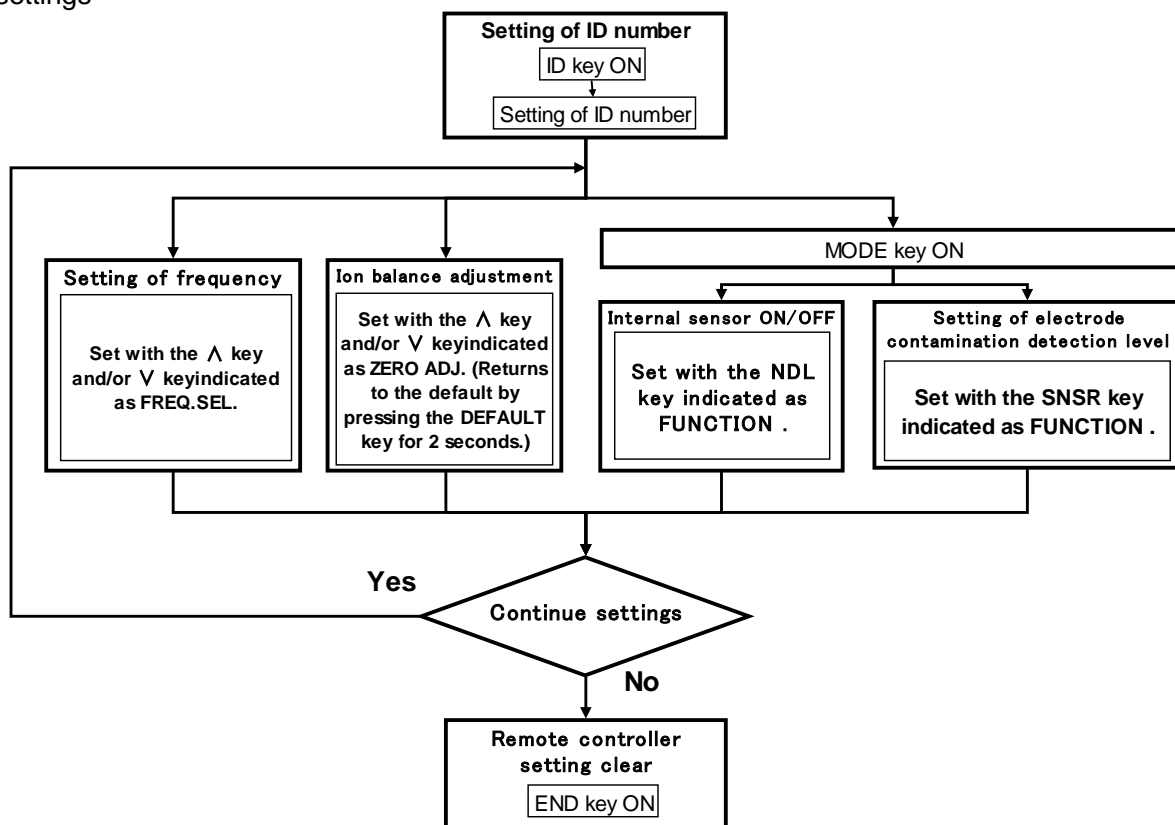 settings
Setting of ID number
ID key ON
Setting of ID number
MODE key ON
Setting of frequency
Set with the ∧ key
and/or ∨ keyindicated
as FREQ.SEL.
Ion balance adjustment
Set with the ∧ key
and/or ∨ keyindicated
as ZERO ADJ. (Returns
to the default by
pressing the DEFAULT
key for 2 seconds.)
Internal sensor ON/OFF
Set with the NDL
key indicated as
FUNCTION .
Setting of electrode
contamination detection level
Set with the SNSR key
indicated as FUNCTION .
Yes
Continue settings
No
Remote controller
setting clear
END key ON